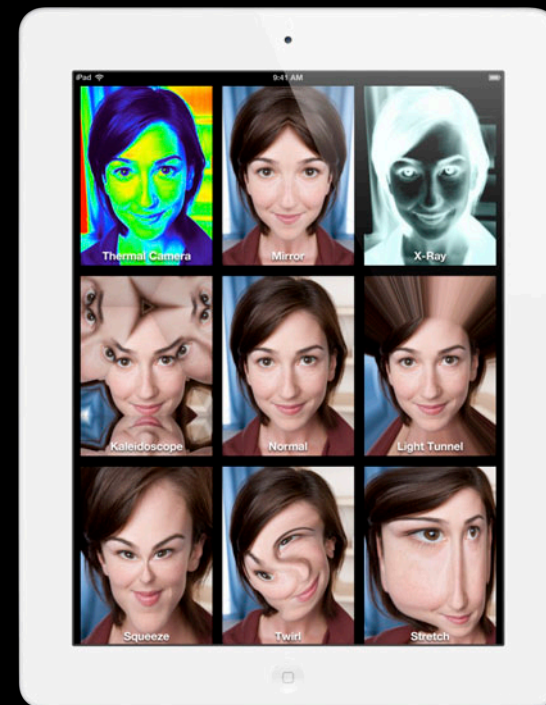 iPad
9:41 AM
Thermal Camera
Mirror
X-Ray
Kaleidoscope
Normal
Light Tunnel
Squeeze
Twirl
Stretch